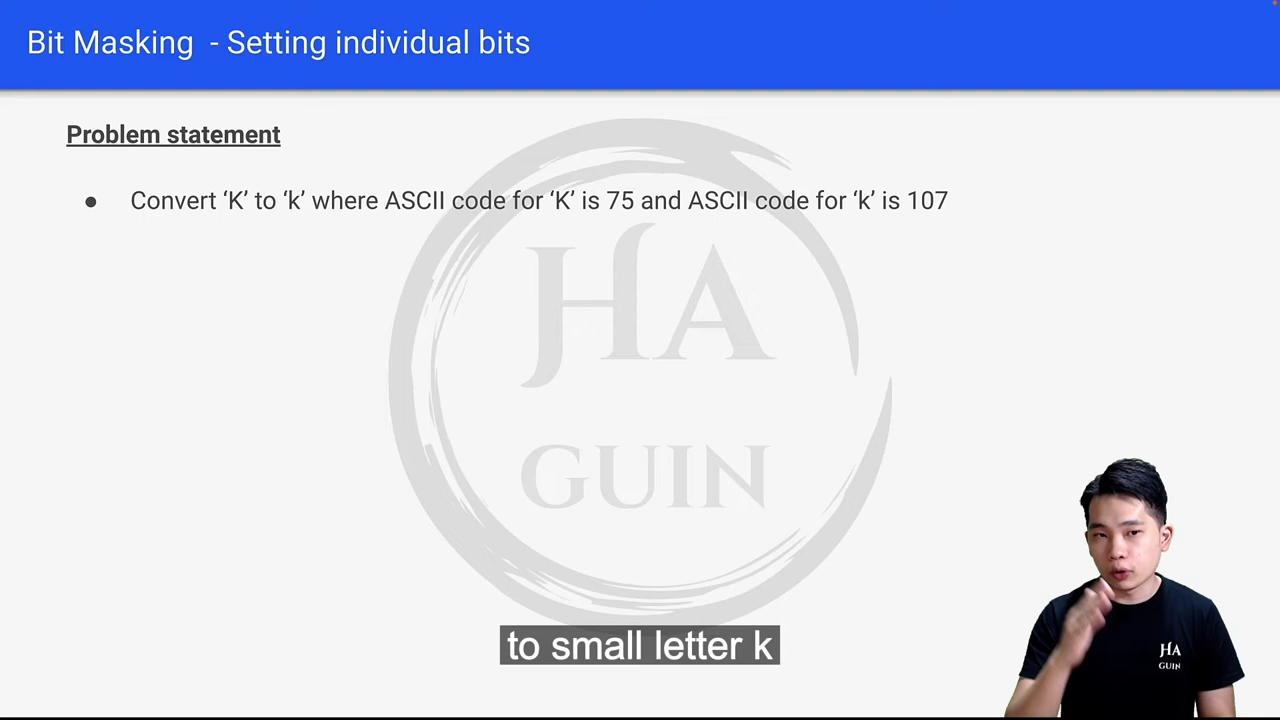 Bit Masking - Setting individual bits
Problem statement
● Convert ‘K’ to ‘k’ where ASCII code for ‘K’ is 75 and ASCII code for ‘k’ is 107
HA
GUIN
to small letter k
HA
GUIN